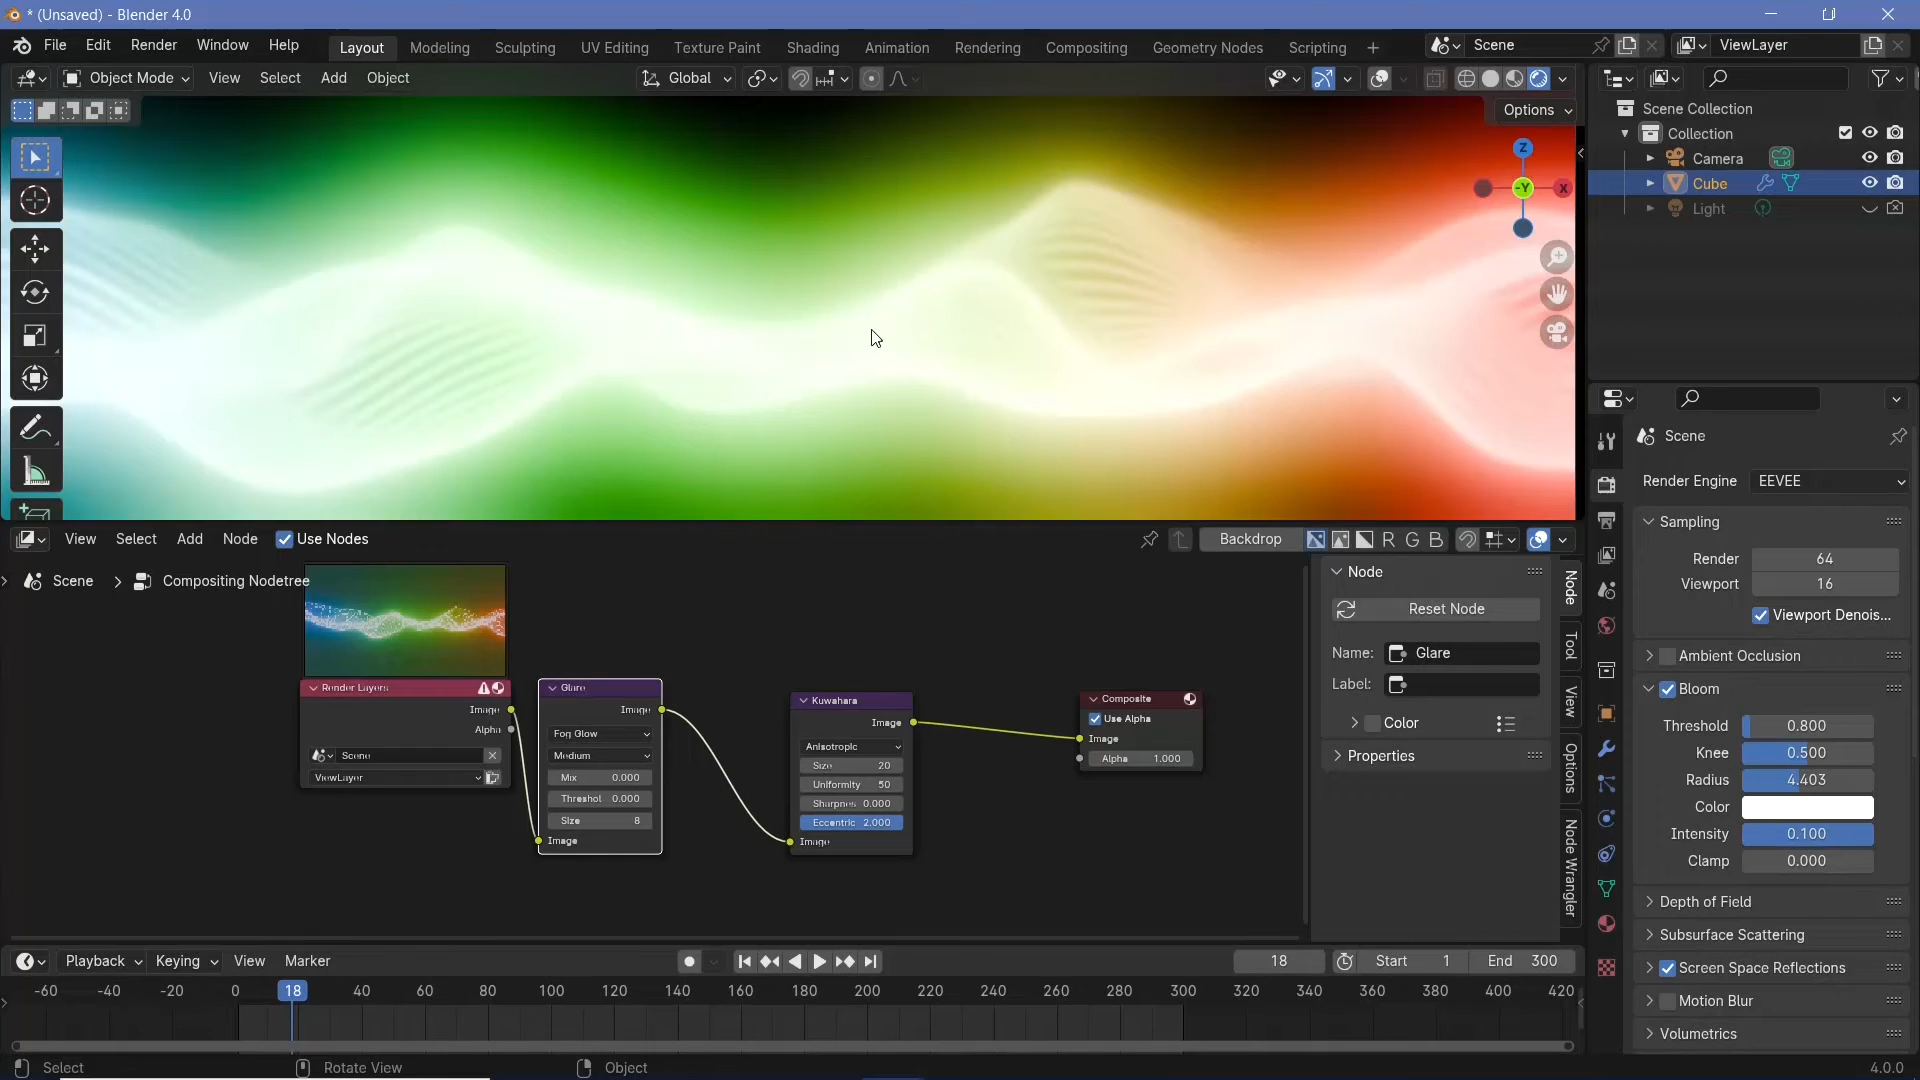 * (Unsaved) - Blender 4.0
File Edit Render Window Help Layout Modeling Sculpting UV Editing Texture Paint Shading Animation Rendering Compositing Geometry Nodes Scripting + Scene ViewLayer
Object Mode View Select Add Object Global
Options
Z
-Y X
Scene Collection
Collection
Camera
Cube
Light
Scene
Render Engine EEVEE
Sampling
Render 64
Viewport 16
Viewport Denois...
Ambient Occlusion
Bloom
Threshold 0.800
Knee 0.500
Radius 4.403
Color
Intensity 0.100
Clamp 0.000
Depth of Field
Subsurface Scattering
Screen Space Reflections
Motion Blur
Volumetrics
View Select Add Node Use Nodes Backdrop R G B
Scene > Compositing Nodetree
Render Layers
Image
Alpha
Scene
ViewLayer
Glare
Image
Fog Glow
Medium
Mix 0.000
Threshol 0.000
Size 8
Image
Kuwahara
Image
Anisotropic
Size 20
Uniformity 50
Sharpnes 0.000
Eccentric 2.000
Image
Composite
Use Alpha
Image
Alpha 1.000
Node
Reset Node
Name: Glare
Label:
Color
Properties
Node
Tool
View
Options
Node Wrangler
Playback Keying View Marker 18 Start 1 End 300
-60 -40 -20 0 18 40 60 80 100 120 140 160 180 200 220 240 260 280 300 320 340 360 380 400 420
Select Rotate View Object 4.0.0